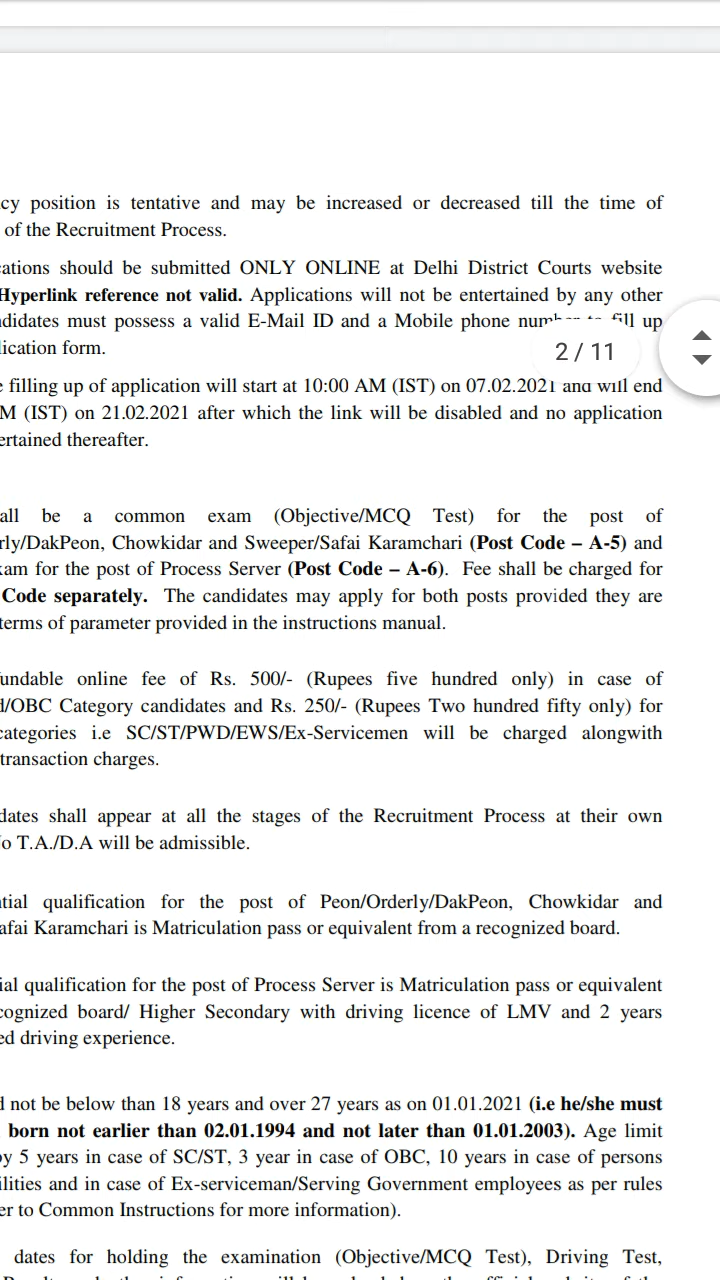 cy position is tentative and may be increased or decreased till the time of
of the Recruitment Process.
cations should be submitted ONLY ONLINE at Delhi District Courts website
Hyperlink reference not valid. Applications will not be entertained by any other
ndidates must possess a valid E-Mail ID and a Mobile phone fill up
lication form.
2 / 11
e filling up of application will start at 10:00 AM (IST) on 07.02.2021 and will end
M (IST) on 21.02.2021 after which the link will be disabled and no application
ertained thereafter.
all be a common exam (Objective/MCQ Test) for the post of
rly/DakPeon, Chowkidar and Sweeper/Safai Karamchari (Post Code – A-5) and
xam for the post of Process Server (Post Code – A-6). Fee shall be charged for
Code separately. The candidates may apply for both posts provided they are
terms of parameter provided in the instructions manual.
undable online fee of Rs. 500/- (Rupees five hundred only) in case of
d/OBC Category candidates and Rs. 250/- (Rupees Two hundred fifty only) for
categories i.e SC/ST/PWD/EWS/Ex-Servicemen will be charged alongwith
transaction charges.
dates shall appear at all the stages of the Recruitment Process at their own
o T.A./D.A will be admissible.
ntial qualification for the post of Peon/Orderly/DakPeon, Chowkidar and
afai Karamchari is Matriculation pass or equivalent from a recognized board.
ial qualification for the post of Process Server is Matriculation pass or equivalent
cognized board/ Higher Secondary with driving licence of LMV and 2 years
ed driving experience.
d not be below than 18 years and over 27 years as on 01.01.2021 (i.e he/she must
born not earlier than 02.01.1994 and not later than 01.01.2003). Age limit
by 5 years in case of SC/ST, 3 year in case of OBC, 10 years in case of persons
ilities and in case of Ex-serviceman/Serving Government employees as per rules
er to Common Instructions for more information).
dates for holding the examination (Objective/MCQ Test), Driving Test,